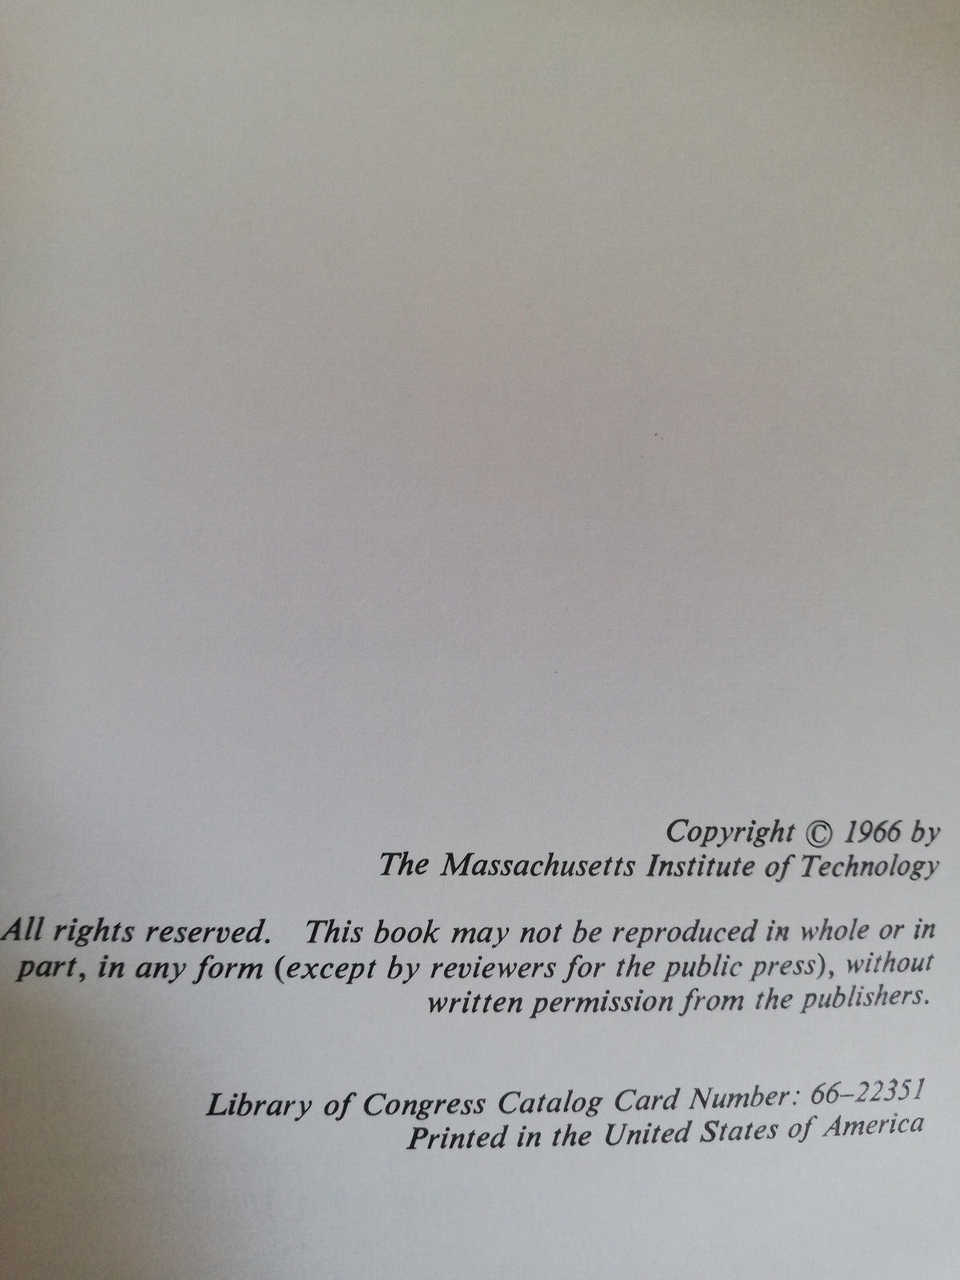 Copyright © 1966 by
The Massachusetts Institute of Technology
All rights reserved. This book may not be reproduced in whole or in
part, in any form (except by reviewers for the public press), without
written permission from the publishers.
Library of Congress Catalog Card Number: 66–22351
Printed in the United States of America